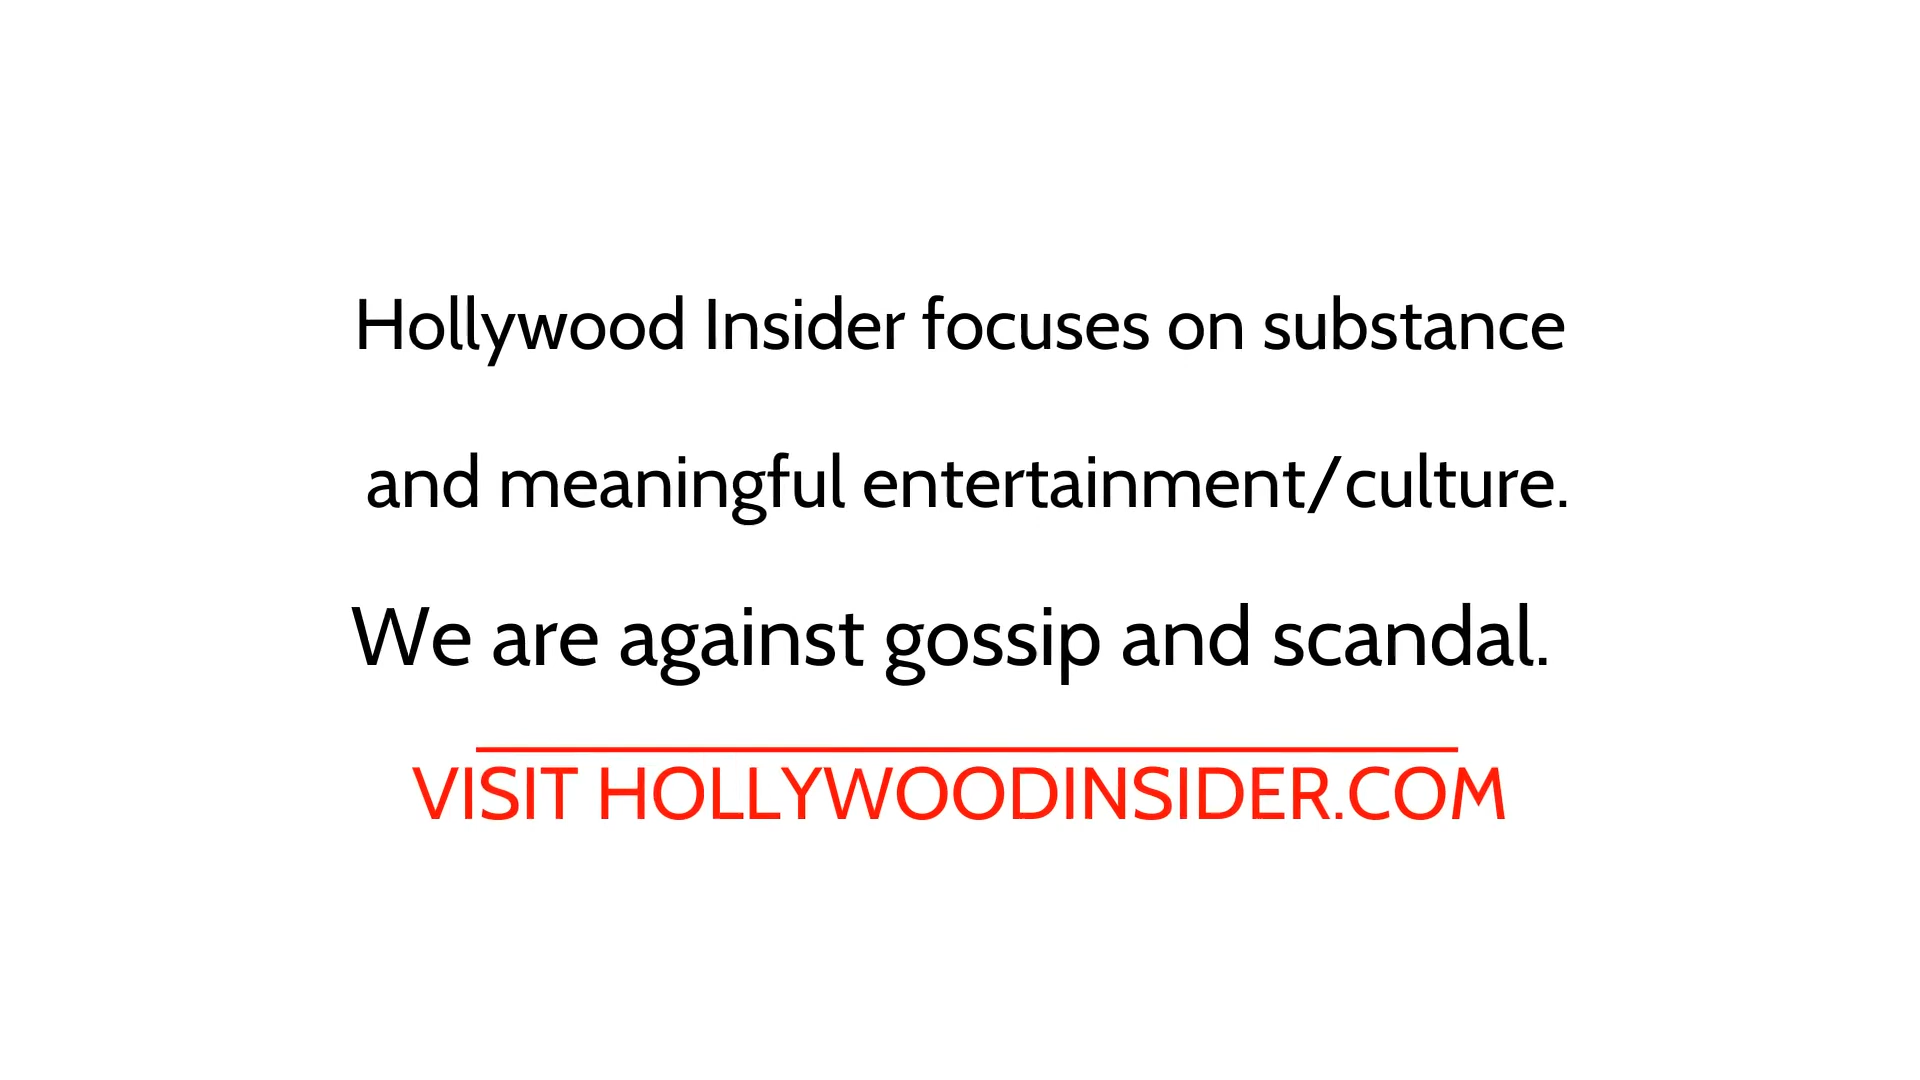 Hollywood Insider focuses on substance
and meaningful entertainment/culture.
We are against gossip and scandal.
VISIT HOLLYWOODINSIDER.COM